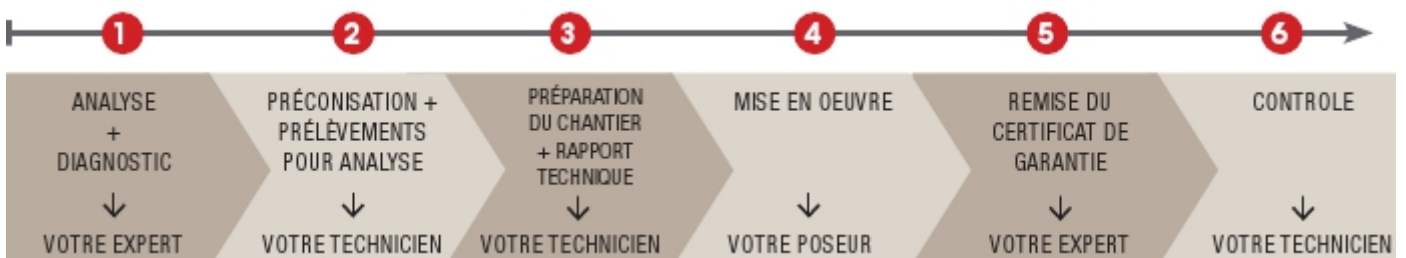 1
2
3
4
5
6
ANALYSE
+
DIAGNOSTIC
VOTRE EXPERT
PRÉCONISATION +
PRÉLÈVEMENTS
POUR ANALYSE
VOTRE TECHNICIEN
PRÉPARATION
DU CHANTIER
+ RAPPORT
TECHNIQUE
VOTRE TECHNICIEN
MISE EN OEUVRE
VOTRE POSEUR
REMISE DU
CERTIFICAT DE
GARANTIE
VOTRE EXPERT
CONTROLE
VOTRE TECHNICIEN